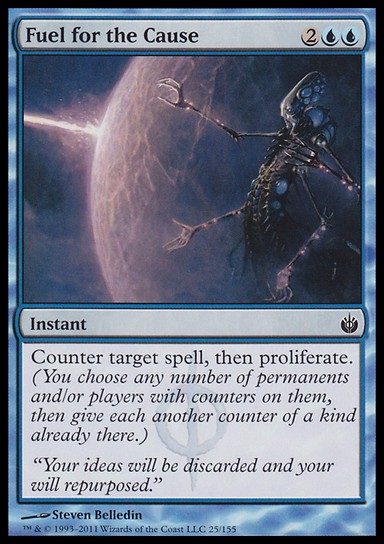 Fuel for the Cause 2
Instant
Counter target spell, then proliferate.
(You choose any number of permanents
and/or players with counters on them,
then give each another counter of a kind
already there.)
“Your ideas will be discarded and your
will repurposed.”
Steven Belledin
™ & © 1993–2011 Wizards of the Coast LLC 25/155